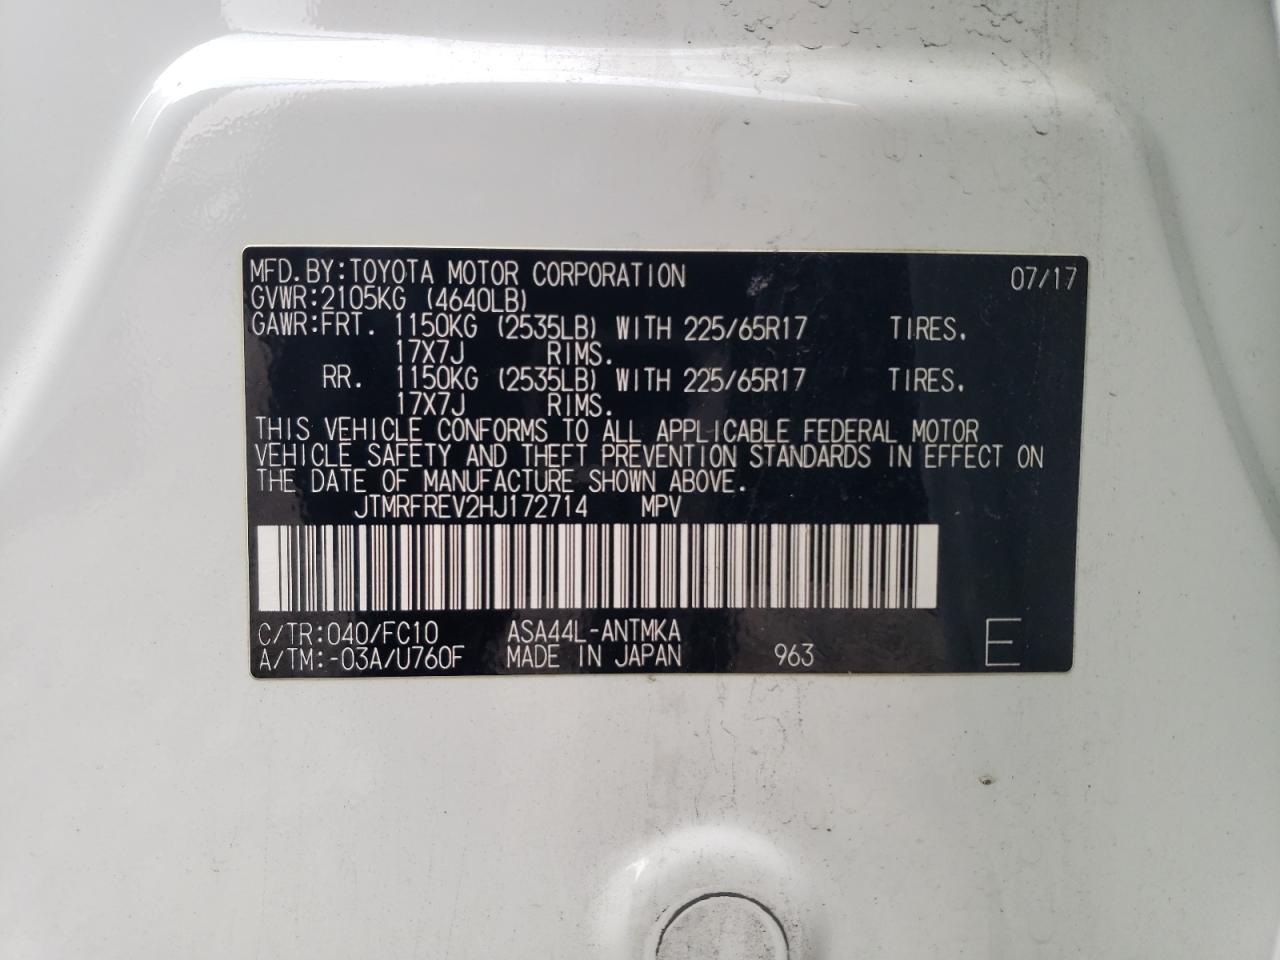 MFD.BY:TOYOTA MOTOR CORPORATION 07/17
GVWR:2105KG (4640LB)
GAWR:FRT. 1150KG (2535LB) WITH 225/65R17 TIRES.
17X7J RIMS.
RR. 1150KG (2535LB) WITH 225/65R17 TIRES.
17X7J RIMS.
THIS VEHICLE CONFORMS TO ALL APPLICABLE FEDERAL MOTOR
VEHICLE SAFETY AND THEFT PREVENTION STANDARDS IN EFFECT ON
THE DATE OF MANUFACTURE SHOWN ABOVE.
JTMRFREV2HJ172714 MPV
C/TR:040/FC10 ASA44L-ANTMKA
A/TM:-03A/U760F MADE IN JAPAN 963 E